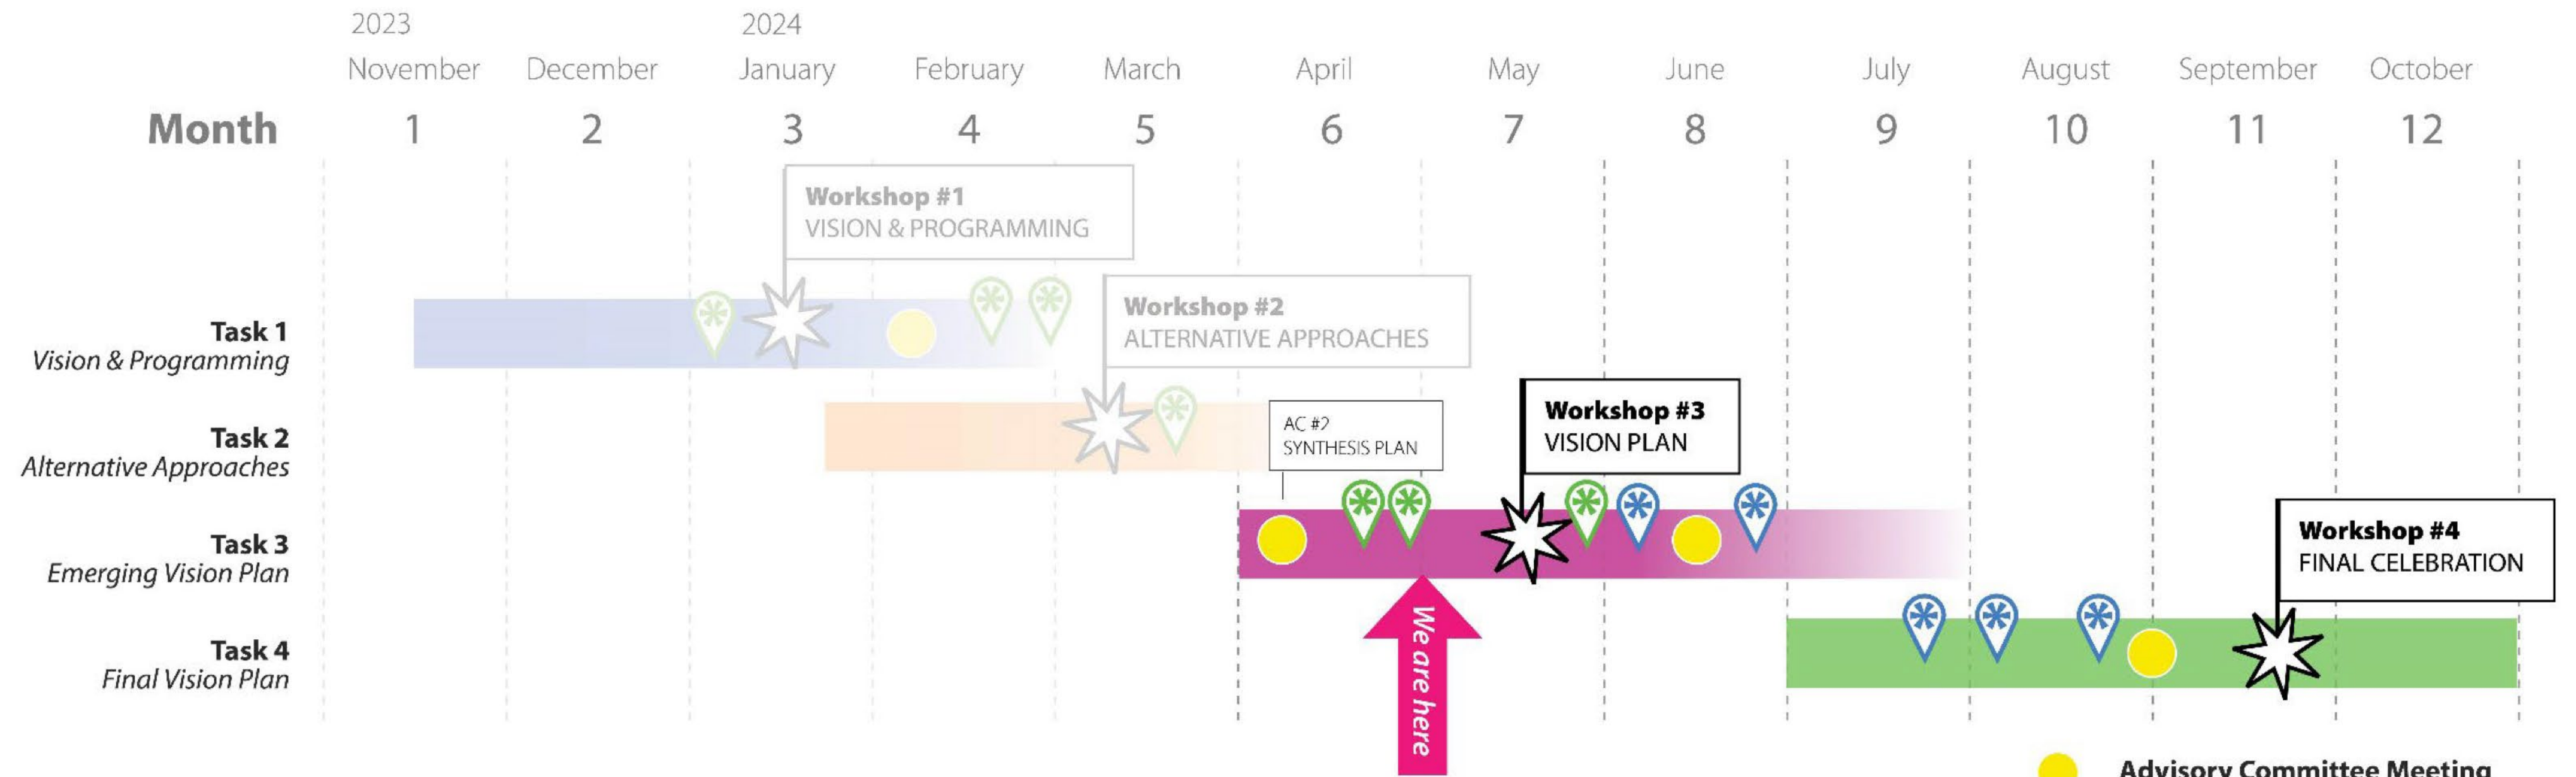 2023
2024
November December January February March April May June July August September October
Month 1 2 3 4 5 6 7 8 9 10 11 12
Workshop #1
VISION & PROGRAMMING
Workshop #2
ALTERNATIVE APPROACHES
Task 1
Vision & Programming
AC #2
SYNTHESIS PLAN
Workshop #3
VISION PLAN
Task 2
Alternative Approaches
Workshop #4
FINAL CELEBRATION
Task 3
Emerging Vision Plan
Task 4
Final Vision Plan
We are here
Advisory Committee Meeting